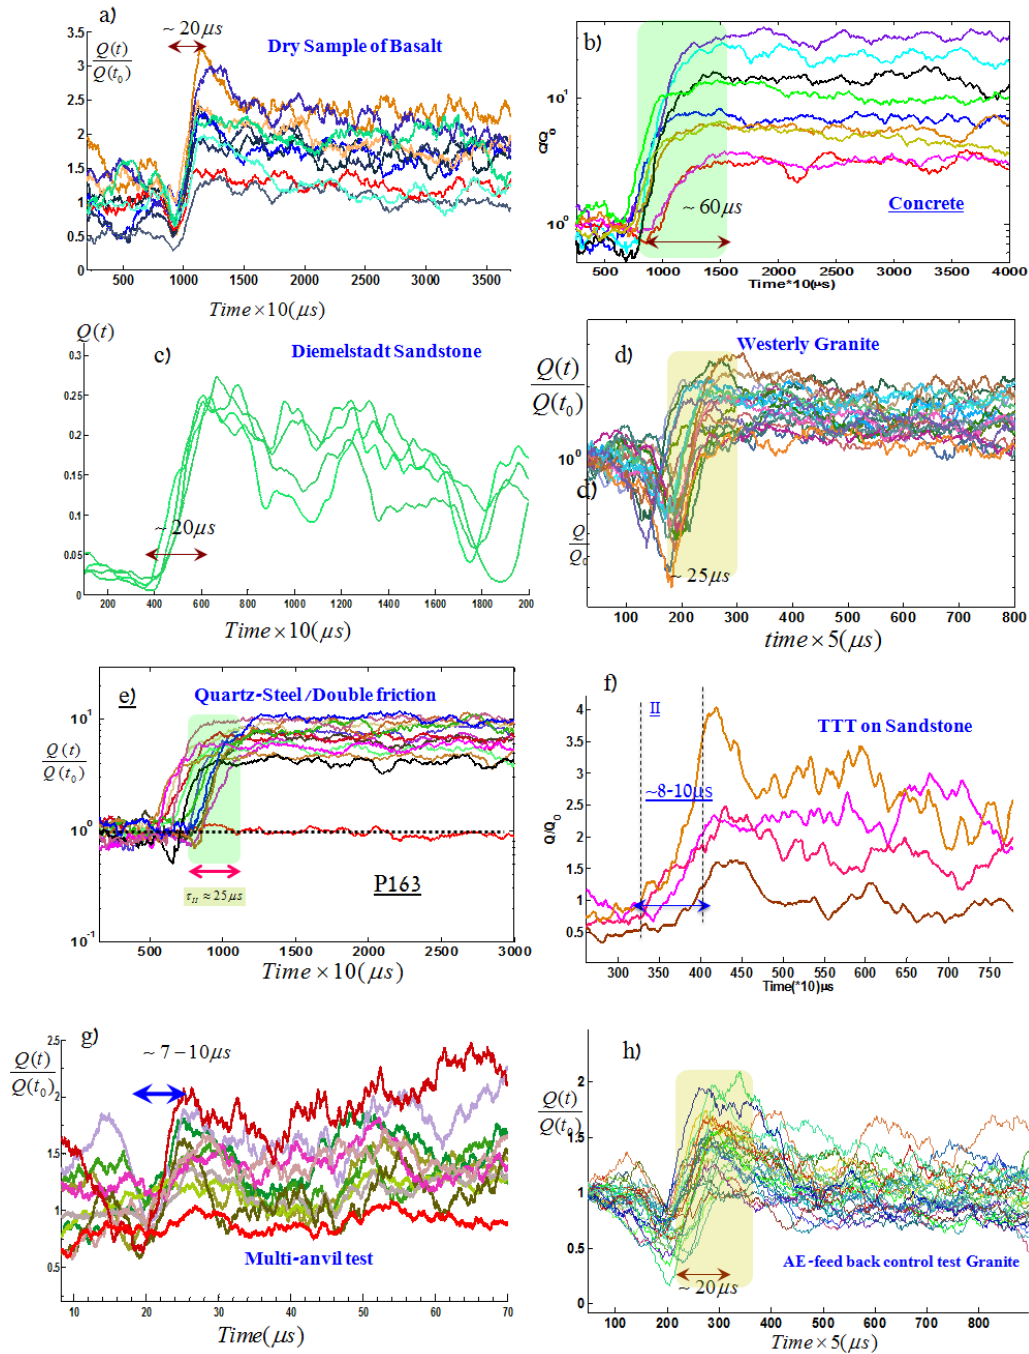 a)
~ 20μs
Dry Sample of Basalt
Q(t)
Q(t₀)
3.5
3
2.5
2
1.5
1
0.5
0
500 1000 1500 2000 2500 3000 3500
Time×10(μs)
b)
10¹
Q/Q₀
10⁰
~ 60μs
Concrete
500 1000 1500 2000 2500 3000 3500 4000
Time*10(μs)
Q(t)
c)
Diemelstadt Sandstone
0.3
0.25
0.2
0.15
0.1
0.05
0
~ 20μs
200 400 600 800 1000 1200 1400 1600 1800 200
Time×10(μs)
Westerly Granite
d)
Q(t)
Q(t₀)
10⁰
d)
Q
Q₀
~ 25μs
100 200 300 400 500 600 700 800
time×5(μs)
e)
Quartz-Steel/Double friction
10¹
Q(t)
Q(t₀)
10⁰
10⁻¹
τ_II ≈ 25μs
P163
500 1000 1500 2000 2500 3000
Time×10(μs)
f)
II
TTT on Sandstone
~8-10μs
4
3.5
3
2.5
2
1.5
1
0.5
0
Q/Q₀
300 350 400 450 500 550 600 650 700 750
Time(*10)μs
g)
~ 7−10μs
Q(t)
Q(t₀)
2.5
2
1.5
1
0.5
Multi-anvil test
10 20 30 40 50 60 70
Time(μs)
h)
Q(t)
Q(t₀)
2
1.5
1
0.5
0
AE-feed back control test Granite
~ 20μs
100 200 300 400 500 600 700 800
Time×5(μs)